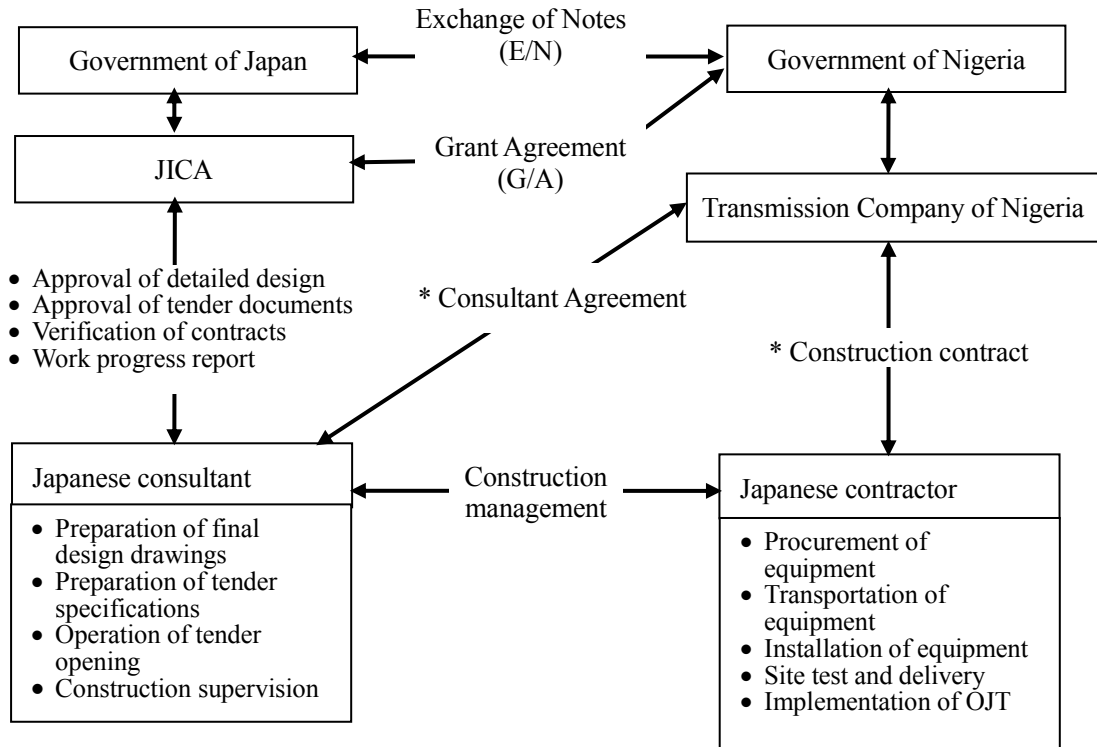 Exchange of Notes
(E/N)
Government of Japan
Government of Nigeria
Grant Agreement
(G/A)
JICA
Transmission Company of Nigeria
• Approval of detailed design
• Approval of tender documents
• Verification of contracts
• Work progress report
* Consultant Agreement
* Construction contract
Japanese consultant
• Preparation of final
design drawings
• Preparation of tender
specifications
• Operation of tender
opening
• Construction supervision
Construction
management
Japanese contractor
• Procurement of
equipment
• Transportation of
equipment
• Installation of equipment
• Site test and delivery
• Implementation of OJT